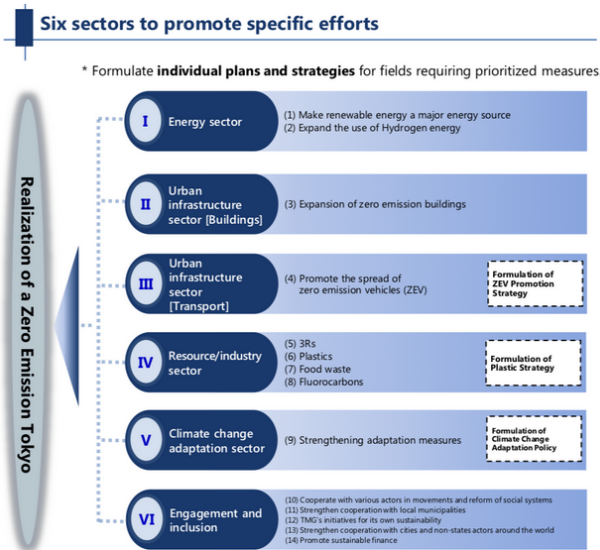 Six sectors to promote specific efforts
* Formulate individual plans and strategies for fields requiring prioritized measures
Realization of a Zero Emission Tokyo
I
Energy sector
(1) Make renewable energy a major energy source
(2) Expand the use of Hydrogen energy
II
Urban
infrastructure
sector [Buildings]
(3) Expansion of zero emission buildings
III
Urban
infrastructure
sector
[Transport]
(4) Promote the spread of
zero emission vehicles (ZEV)
Formulation of
ZEV Promotion
Strategy
IV
Resource/industry
sector
(5) 3Rs
(6) Plastics
(7) Food waste
(8) Fluorocarbons
Formulation of
Plastic Strategy
V
Climate change
adaptation sector
(9) Strengthening adaptation measures
Formulation of
Climate Change
Adaptation Policy
VI
Engagement and
inclusion
(10) Cooperate with various actors in movements and reform of social systems
(11) Strengthen cooperation with local municipalities
(12) TMG's initiatives for its own sustainability
(13) Strengthen cooperation with cities and non-states actors around the world
(14) Promote sustainable finance